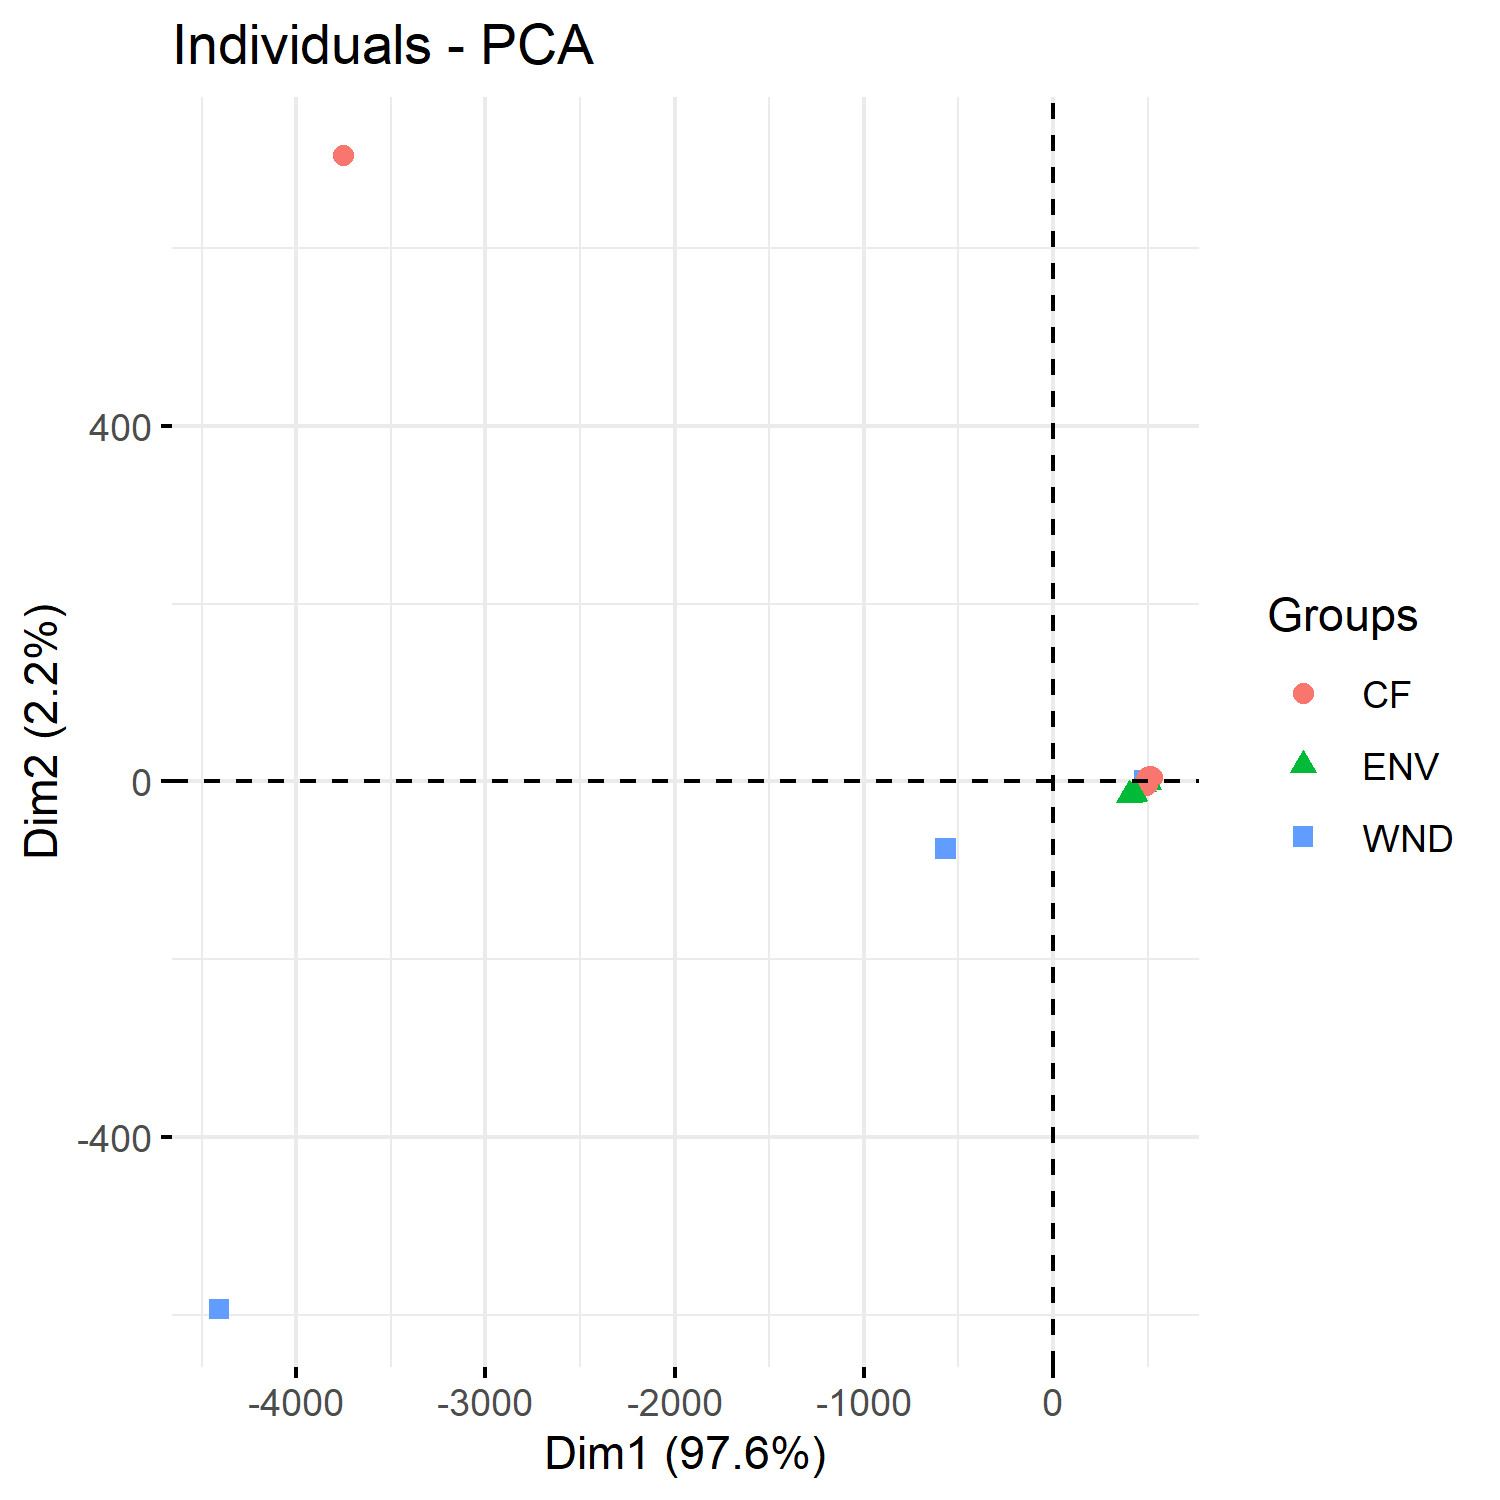 Individuals - PCA
400
0
-400
Dim2 (2.2%)
-4000
-3000
-2000
-1000
0
Dim1 (97.6%)
Groups
CF
ENV
WND